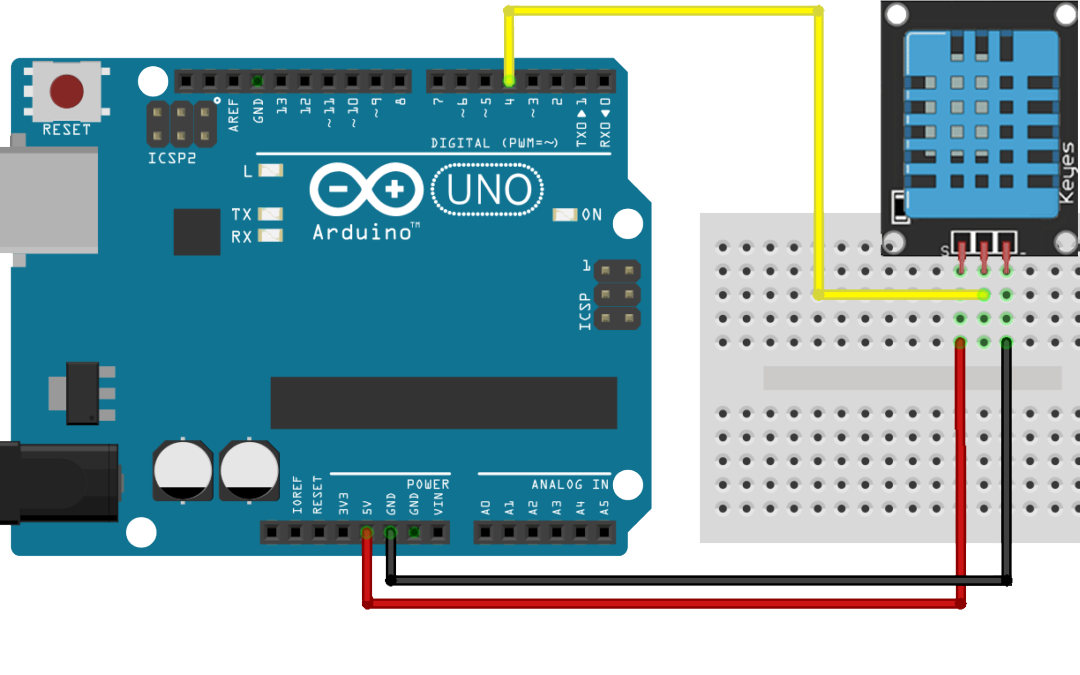 RESET
ICSP2
AREF
GND
13
12
~11
~10
~9
8
7
~6
~5
4
~3
2
TX0▶1
RX0◀0
DIGITAL (PWM=~)
L
TX
RX
UNO
Arduino™
ON
1
ICSP
POWER
ANALOG IN
IOREF
RESET
3V3
5V
GND
GND
VIN
A0
A1
A2
A3
A4
A5
Keyes
S
-